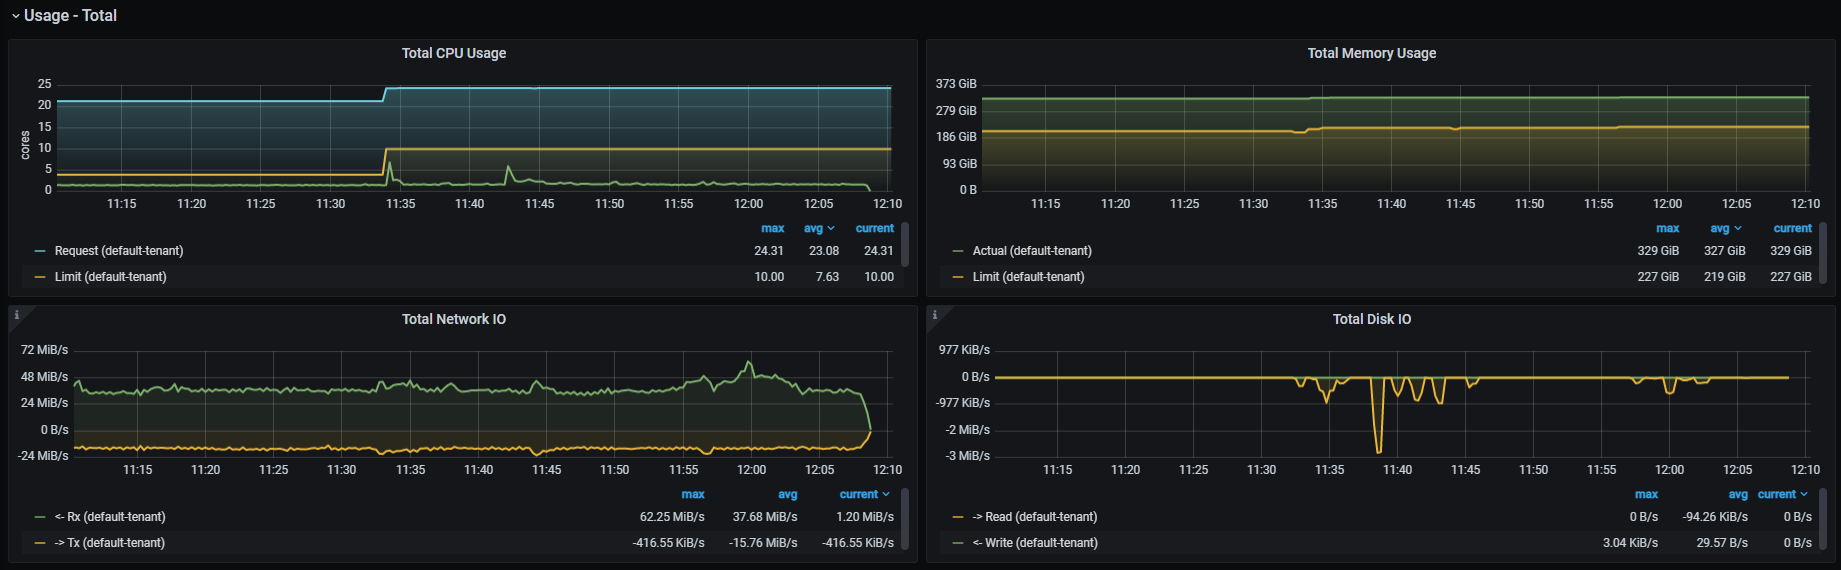 Usage - Total
Total CPU Usage
cores
25
20
15
10
5
0
11:15 11:20 11:25 11:30 11:35 11:40 11:45 11:50 11:55 12:00 12:05 12:10
max avg current
Request (default-tenant) 24.31 23.08 24.31
Limit (default-tenant) 10.00 7.63 10.00
Total Memory Usage
373 GiB
279 GiB
186 GiB
93 GiB
0 B
11:15 11:20 11:25 11:30 11:35 11:40 11:45 11:50 11:55 12:00 12:05 12:10
max avg current
Actual (default-tenant) 329 GiB 327 GiB 329 GiB
Limit (default-tenant) 227 GiB 219 GiB 227 GiB
i
Total Network IO
72 MiB/s
48 MiB/s
24 MiB/s
0 B/s
-24 MiB/s
11:15 11:20 11:25 11:30 11:35 11:40 11:45 11:50 11:55 12:00 12:05 12:10
max avg current
<- Rx (default-tenant) 62.25 MiB/s 37.68 MiB/s 1.20 MiB/s
-> Tx (default-tenant) -416.55 KiB/s -15.76 MiB/s -416.55 KiB/s
i
Total Disk IO
977 KiB/s
0 B/s
-977 KiB/s
-2 MiB/s
-3 MiB/s
11:15 11:20 11:25 11:30 11:35 11:40 11:45 11:50 11:55 12:00 12:05 12:10
max avg current
-> Read (default-tenant) 0 B/s -94.26 KiB/s 0 B/s
<- Write (default-tenant) 3.04 KiB/s 29.57 B/s 0 B/s